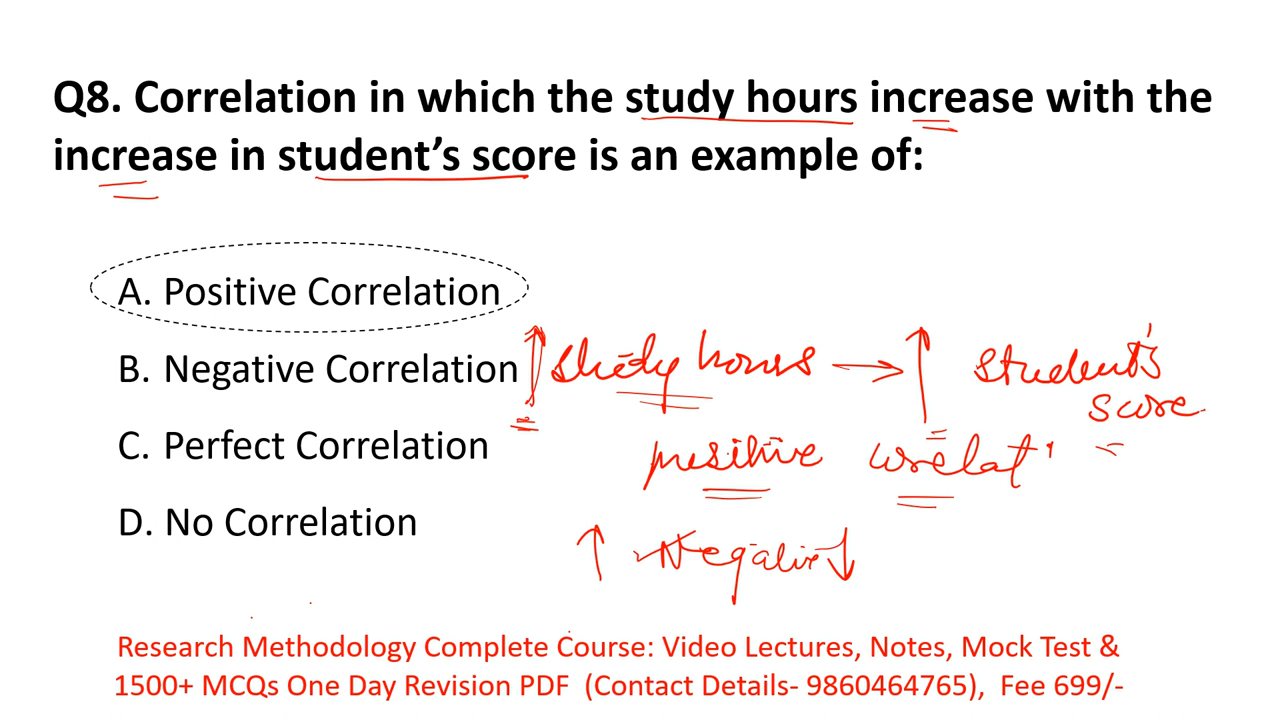 Q8. Correlation in which the study hours increase with the
increase in student’s score is an example of:
A. Positive Correlation
B. Negative Correlation
C. Perfect Correlation
D. No Correlation
↑ study hours → ↑ student's
score
positive correlat'
↑ Negative ↓
Research Methodology Complete Course: Video Lectures, Notes, Mock Test &
1500+ MCQs One Day Revision PDF (Contact Details- 9860464765), Fee 699/-